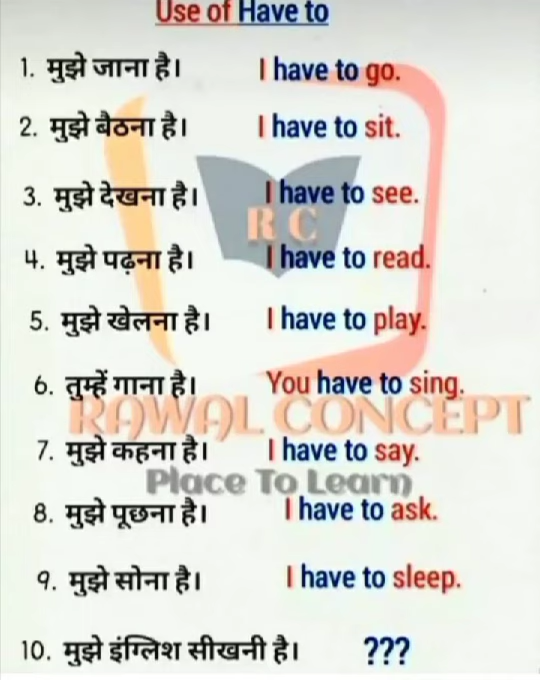 Use of Have to
1. मुझे जाना है। I have to go.
2. मुझे बैठना है। I have to sit.
3. मुझे देखना है। I have to see.
R C
4. मुझे पढ़ना है। I have to read.
5. मुझे खेलना है। I have to play.
6. तुम्हें गाना है। You have to sing.
RAWAL CONCEPT
7. मुझे कहना है। I have to say.
Place To Learn
8. मुझे पूछना है। I have to ask.
9. मुझे सोना है। I have to sleep.
10. मुझे इंग्लिश सीखनी है। ???